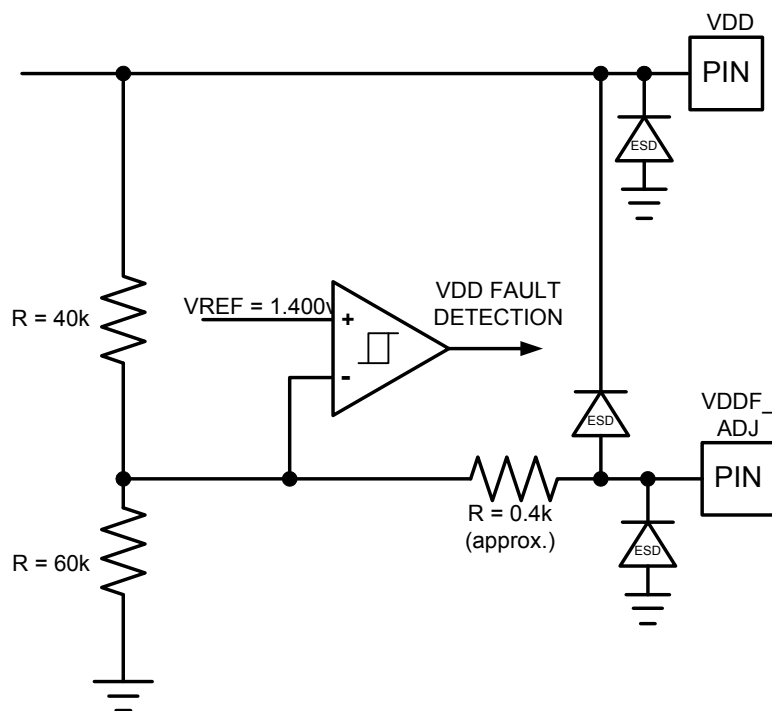 VDD
PIN
ESD
VREF = 1.400v
+
-
VDD FAULT
DETECTION
R = 40k
ESD
VDDF_
ADJ
PIN
R = 0.4k
(approx.)
ESD
R = 60k